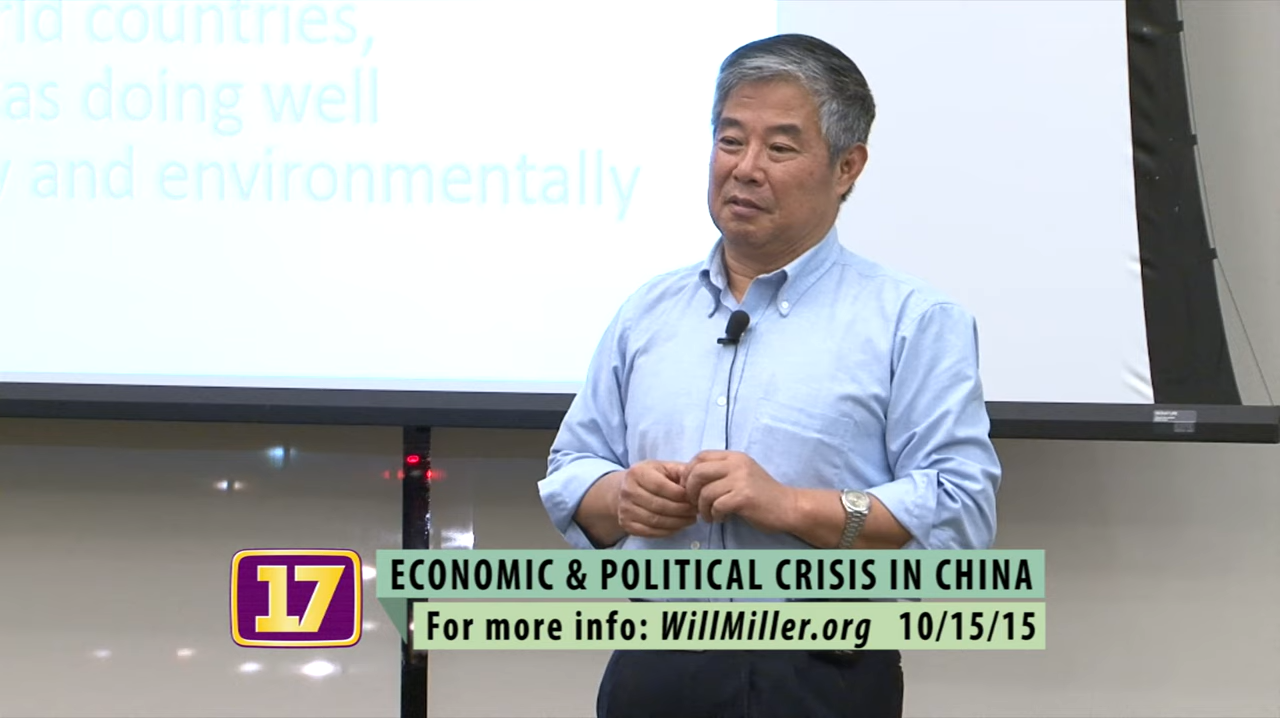 rld countries,
as doing well
y and environmentally
17
ECONOMIC & POLITICAL CRISIS IN CHINA
For more info: WillMiller.org 10/15/15